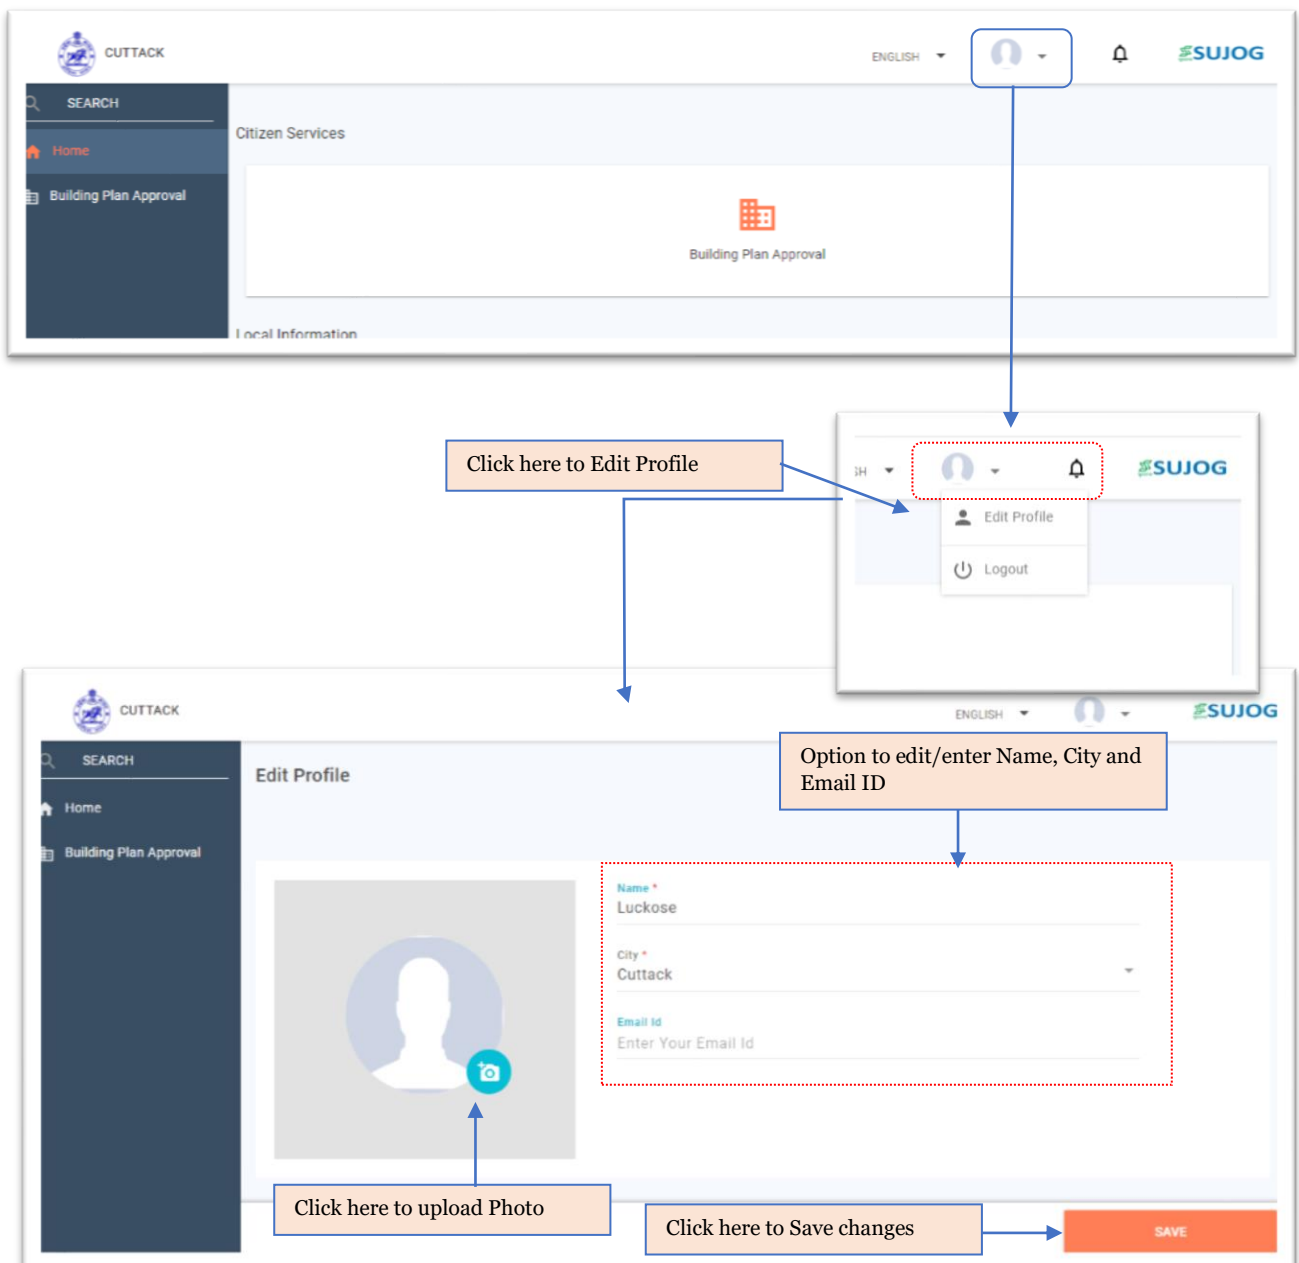 CUTTACK
ENGLISH
SUJOG
SEARCH
Citizen Services
Home
Building Plan Approval
Building Plan Approval
Local Information
Click here to Edit Profile
SH
SUJOG
Edit Profile
Logout
CUTTACK
ENGLISH
SUJOG
SEARCH
Option to edit/enter Name, City and
Email ID
Edit Profile
Home
Building Plan Approval
Name *
Luckose
City *
Cuttack
Email Id
Enter Your Email Id
Click here to upload Photo
Click here to Save changes
SAVE